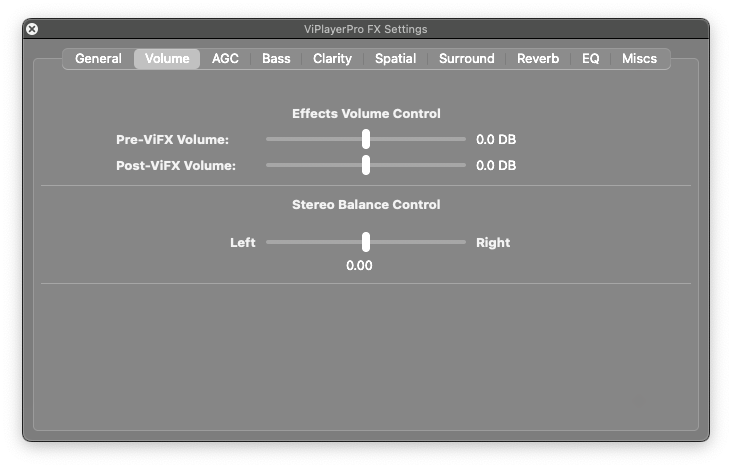 ViPlayerPro FX Settings
General Volume AGC Bass Clarity Spatial Surround Reverb EQ Miscs
Effects Volume Control
Pre-ViFX Volume: 0.0 DB
Post-ViFX Volume: 0.0 DB
Stereo Balance Control
Left Right
0.00